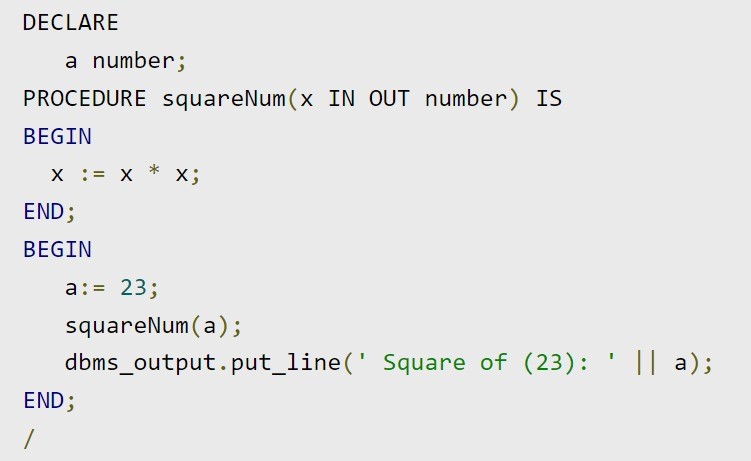 DECLARE
   a number;
PROCEDURE squareNum(x IN OUT number) IS
BEGIN
  x := x * x;
END;
BEGIN
   a:= 23;
   squareNum(a);
   dbms_output.put_line(' Square of (23): ' || a);
END;
/